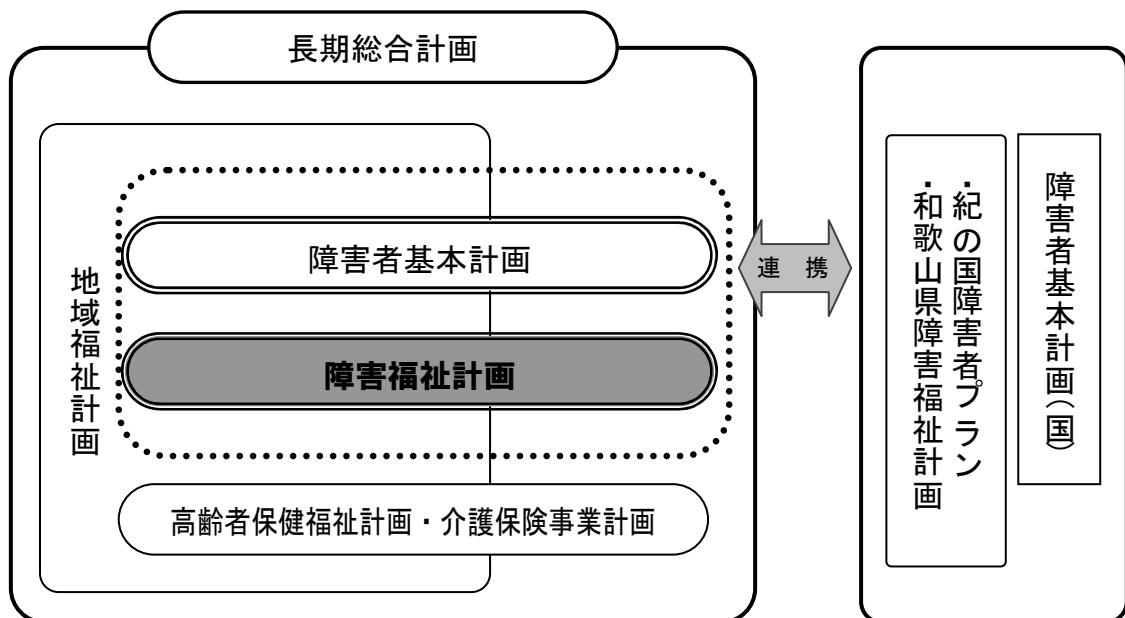 長期総合計画
地域福祉計画
障害者基本計画
障害福祉計画
高齢者保健福祉計画・介護保険事業計画
連 携
障害者基本計画(国)
・紀の国障害者プラン
・和歌山県障害福祉計画